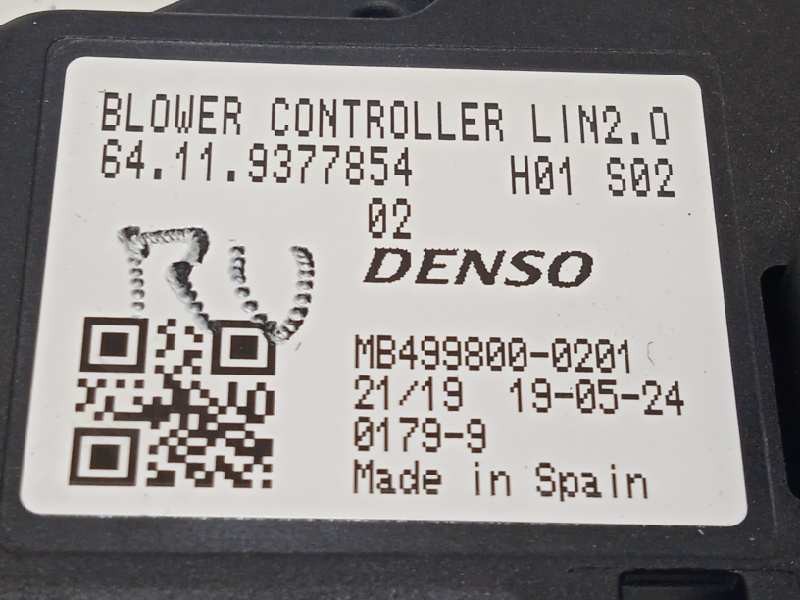 BLOWER CONTROLLER LIN2.0
64.11.9377854 H01 S02
02
DENSO
RU
MB499800-0201
21/19 19-05-24
0179-9
Made in Spain